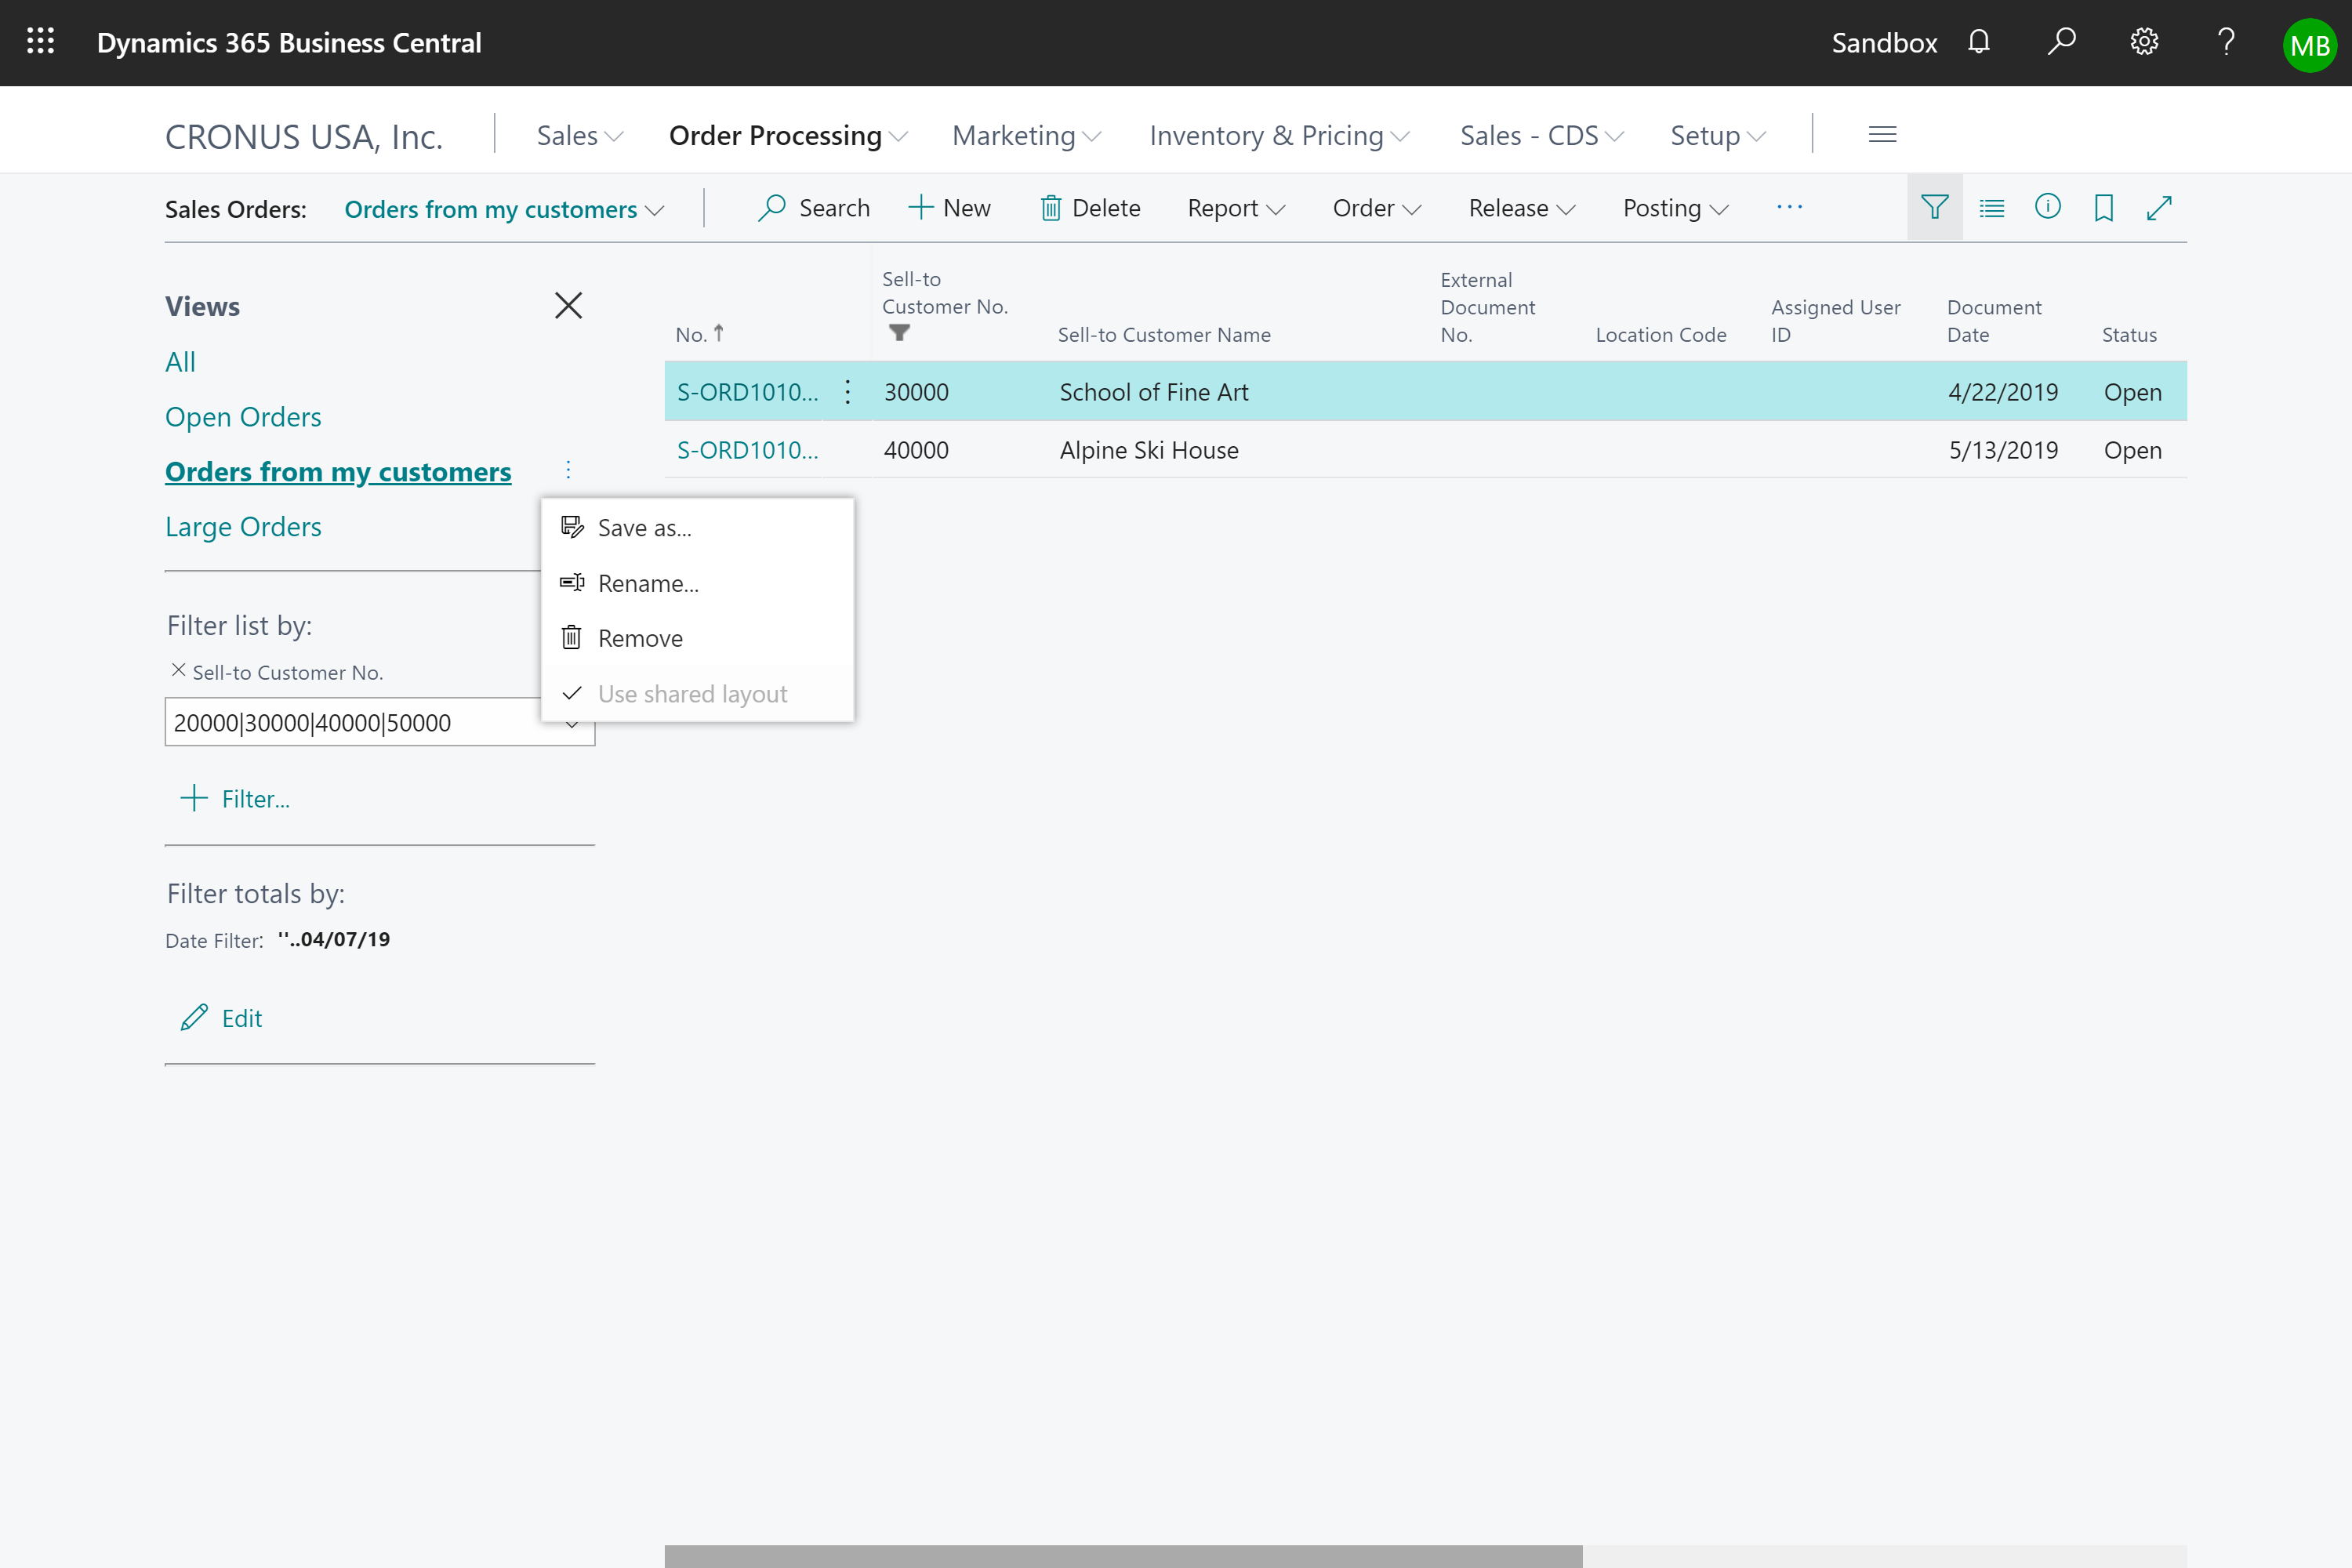 Dynamics 365 Business Central
Sandbox
MB
CRONUS USA, Inc.
Sales
Order Processing
Marketing
Inventory & Pricing
Sales - CDS
Setup
Sales Orders:
Orders from my customers
Search
New
Delete
Report
Order
Release
Posting
...
Views
All
Open Orders
Orders from my customers
Large Orders
Save as...
Rename...
Remove
Use shared layout
Filter list by:
Sell-to Customer No.
20000|30000|40000|50000
Filter...
Filter totals by:
Date Filter: ''..04/07/19
Edit
No.
Sell-to
Customer No.
Sell-to Customer Name
External
Document
No.
Location Code
Assigned User
ID
Document
Date
Status
S-ORD1010... 30000 School of Fine Art 4/22/2019 Open
S-ORD1010... 40000 Alpine Ski House 5/13/2019 Open